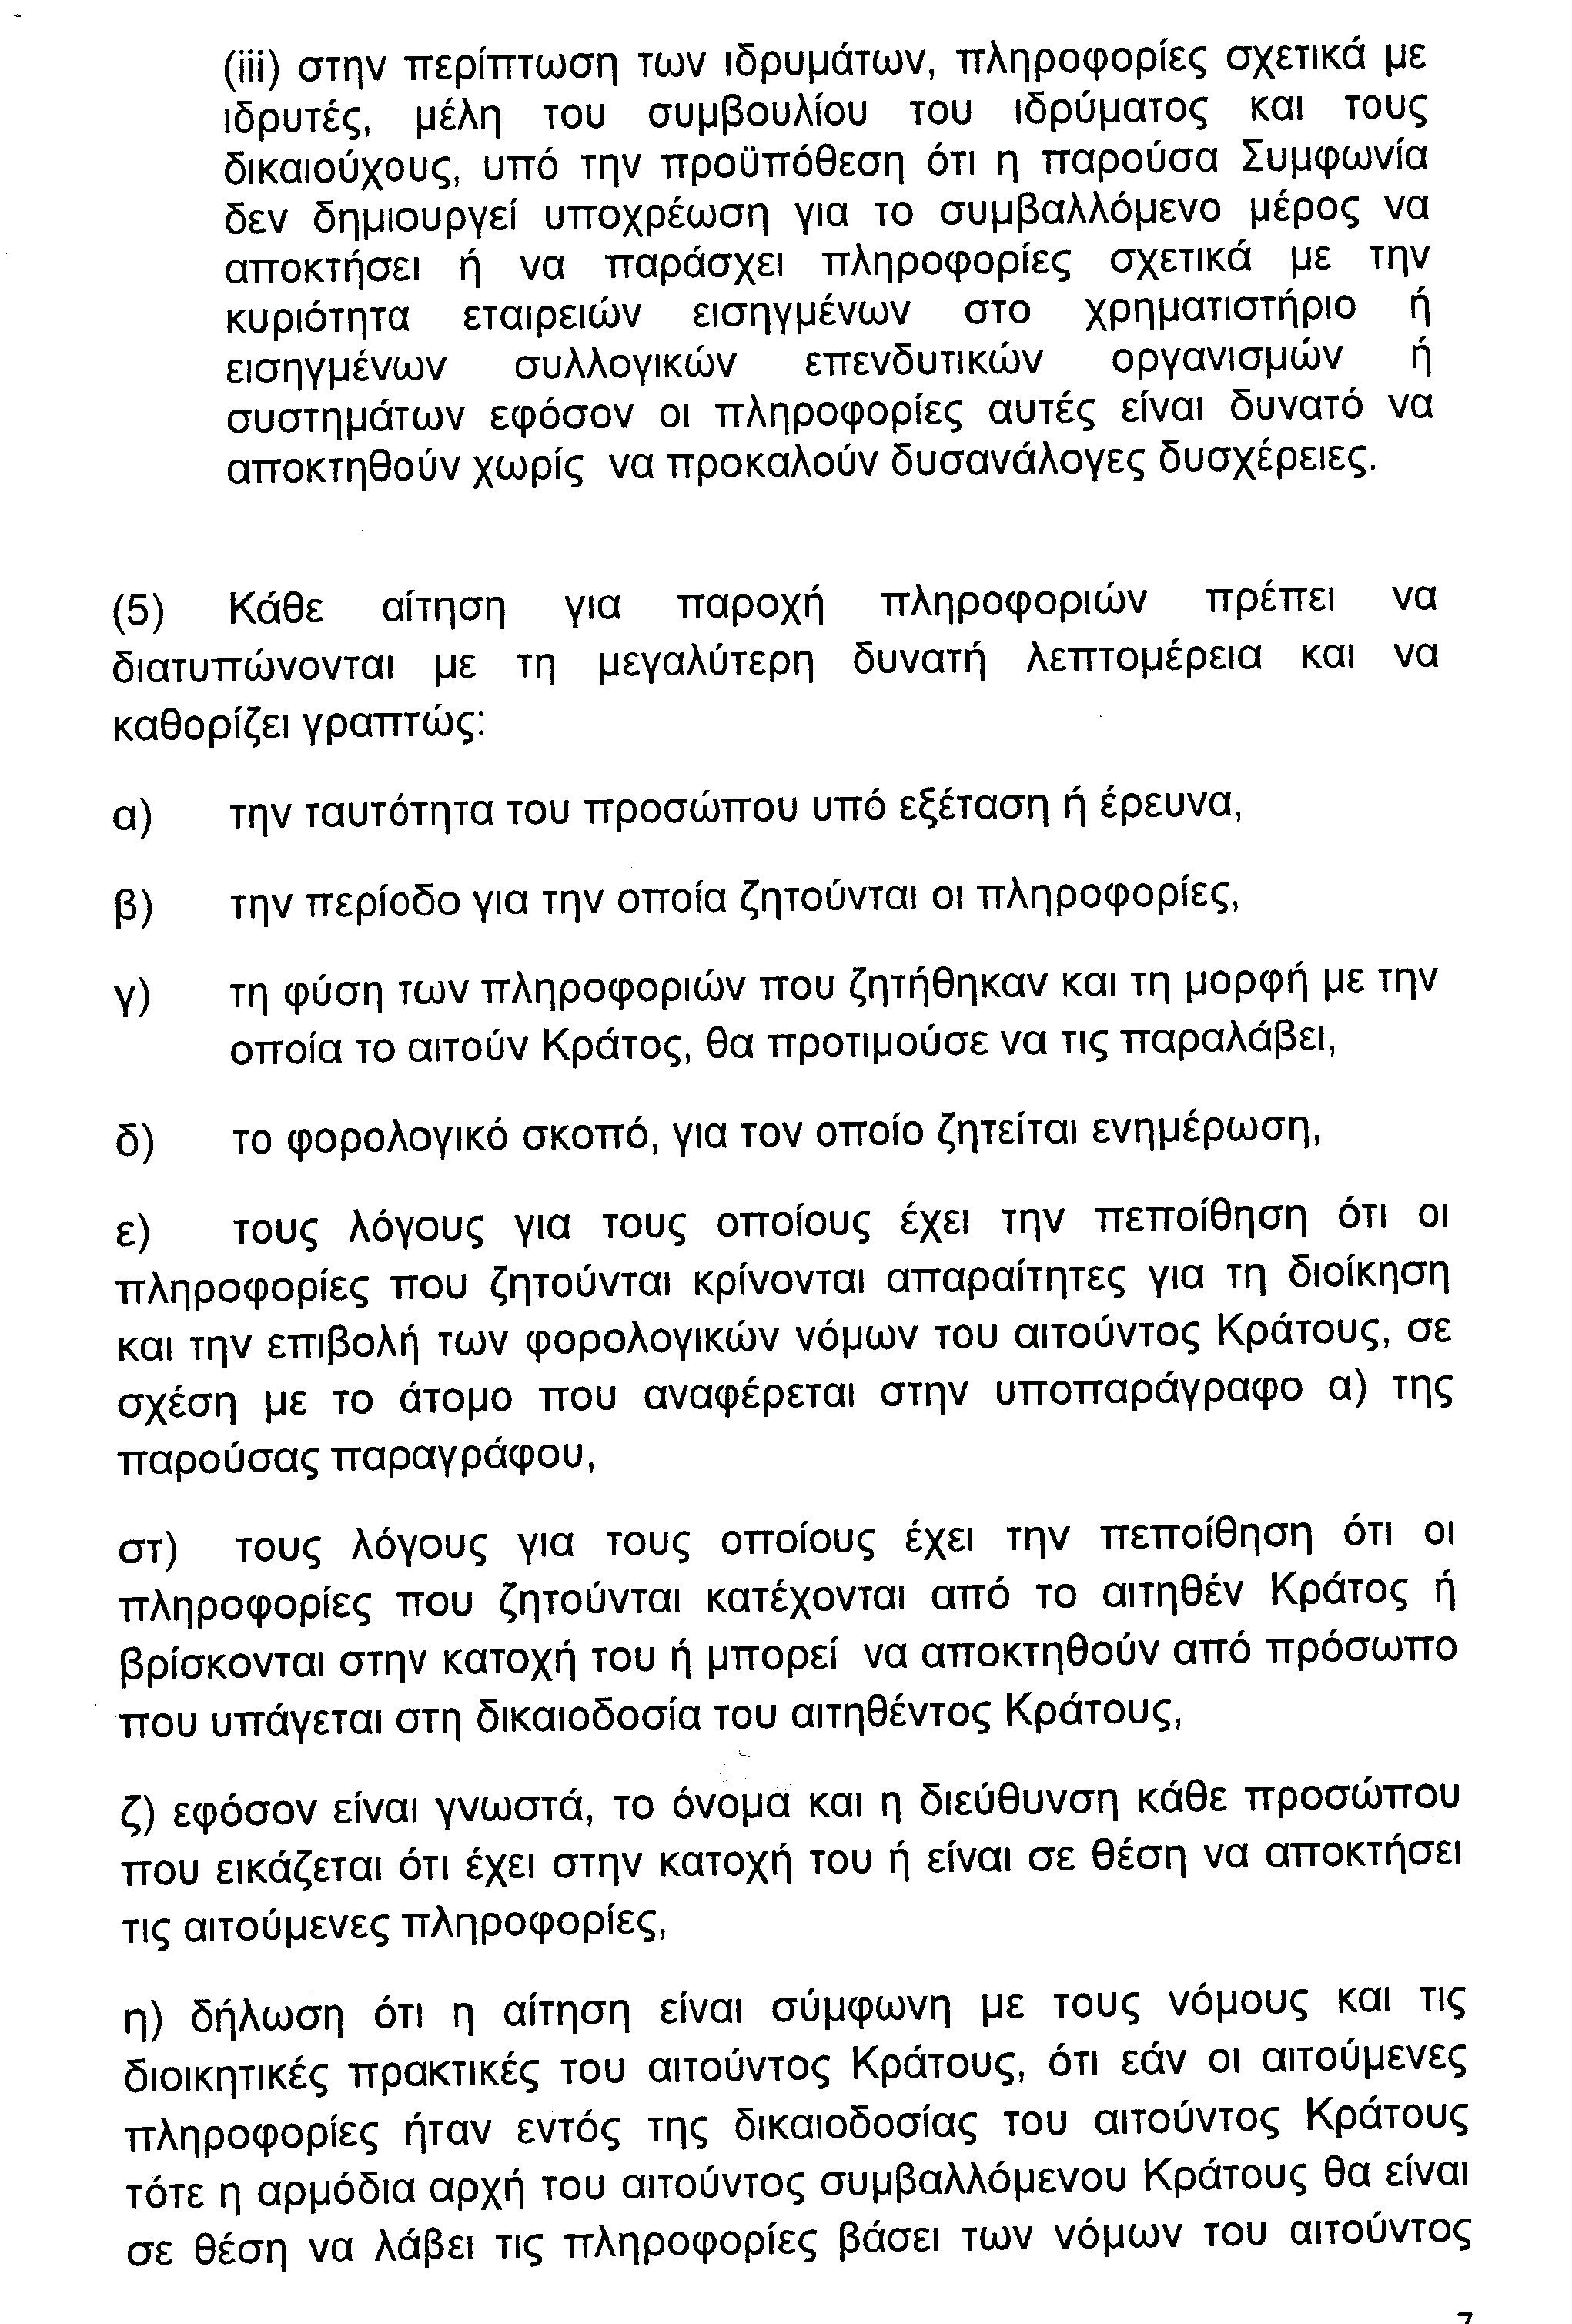 (iii) στην περίπτωση των ιδρυμάτων, πληροφορίες σχετικά με
ιδρυτές, μέλη του συμβουλίου του ιδρύματος και τους
δικαιούχους, υπό την προϋπόθεση ότι η παρούσα Συμφωνία
δεν δημιουργεί υποχρέωση για το συμβαλλόμενο μέρος να
αποκτήσει ή να παράσχει πληροφορίες σχετικά με την
κυριότητα εταιρειών εισηγμένων στο χρηματιστήριο ή
εισηγμένων συλλογικών επενδυτικών οργανισμών ή
συστημάτων εφόσον οι πληροφορίες αυτές είναι δυνατό να
αποκτηθούν χωρίς να προκαλούν δυσανάλογες δυσχέρειες.
(5) Κάθε αίτηση για παροχή πληροφοριών πρέπει να
διατυπώνονται με τη μεγαλύτερη δυνατή λεπτομέρεια και να
καθορίζει γραπτώς:
α) την ταυτότητα του προσώπου υπό εξέταση ή έρευνα,
β) την περίοδο για την οποία ζητούνται οι πληροφορίες,
γ) τη φύση των πληροφοριών που ζητήθηκαν και τη μορφή με την
οποία το αιτούν Κράτος, θα προτιμούσε να τις παραλάβει,
δ) το φορολογικό σκοπό, για τον οποίο ζητείται ενημέρωση,
ε) τους λόγους για τους οποίους έχει την πεποίθηση ότι οι
πληροφορίες που ζητούνται κρίνονται απαραίτητες για τη διοίκηση
και την επιβολή των φορολογικών νόμων του αιτούντος Κράτους, σε
σχέση με το άτομο που αναφέρεται στην υποπαράγραφο α) της
παρούσας παραγράφου,
στ) τους λόγους για τους οποίους έχει την πεποίθηση ότι οι
πληροφορίες που ζητούνται κατέχονται από το αιτηθέν Κράτος ή
βρίσκονται στην κατοχή του ή μπορεί να αποκτηθούν από πρόσωπο
που υπάγεται στη δικαιοδοσία του αιτηθέντος Κράτους,
ζ) εφόσον είναι γνωστά, το όνομα και η διεύθυνση κάθε προσώπου
που εικάζεται ότι έχει στην κατοχή του ή είναι σε θέση να αποκτήσει
τις αιτούμενες πληροφορίες,
η) δήλωση ότι η αίτηση είναι σύμφωνη με τους νόμους και τις
διοικητικές πρακτικές του αιτούντος Κράτους, ότι εάν οι αιτούμενες
πληροφορίες ήταν εντός της δικαιοδοσίας του αιτούντος Κράτους
τότε η αρμόδια αρχή του αιτούντος συμβαλλόμενου Κράτους θα είναι
σε θέση να λάβει τις πληροφορίες βάσει των νόμων του αιτούντος
7